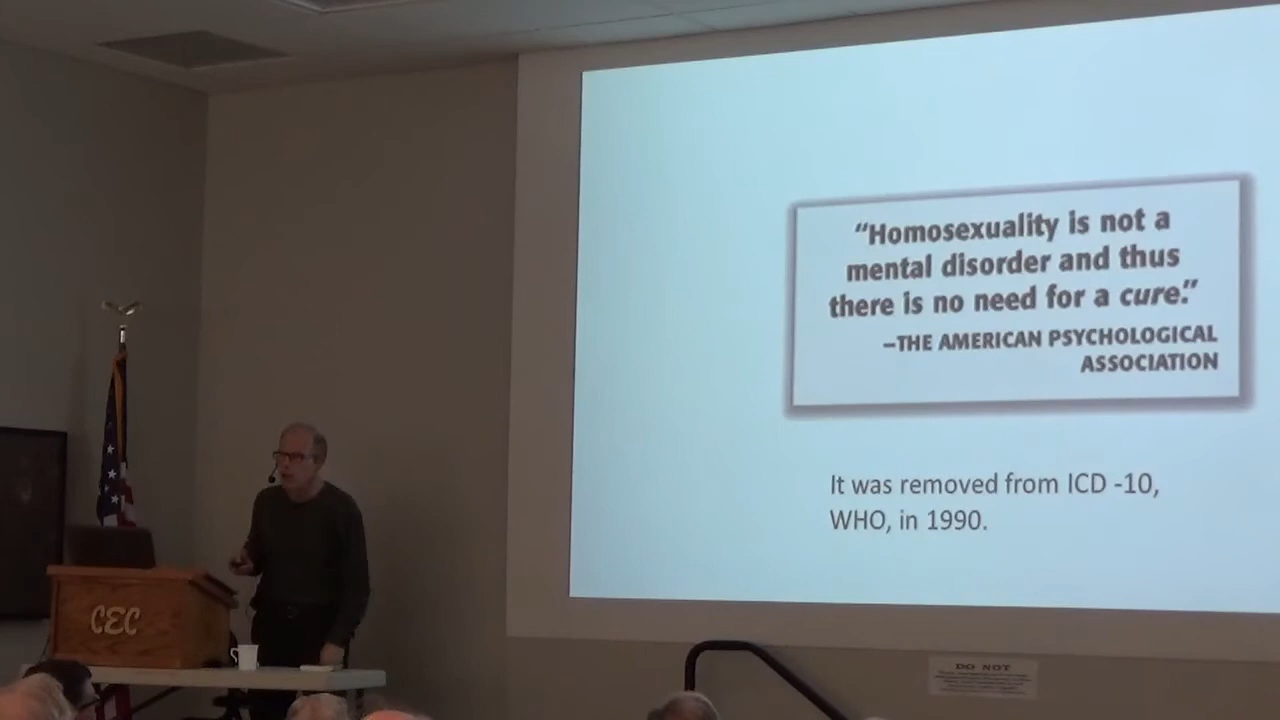 “Homosexuality is not a
mental disorder and thus
there is no need for a cure.”
–THE AMERICAN PSYCHOLOGICAL
ASSOCIATION
It was removed from ICD -10,
WHO, in 1990.
CEC
DO NOT